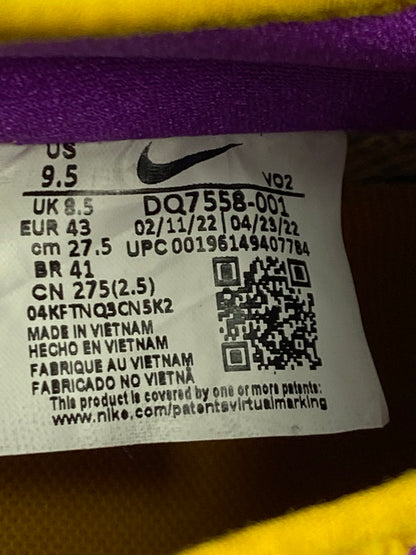 US
9.5
VO2
UK 8.5 DQ7558-001
EUR 43 02/11/22 | 04/23/22
cm 27.5 UPC 00196149407784
BR 41
CN 275(2.5)
04KFTNQ3CN5K2
MADE IN VIETNAM
HECHO EN VIETNAM
FABRIQUE AU VIETNAM
FABRICADO NO VIETNÃ
This product is covered by one or more patents:
www.nike.com/patentsvirtualmarking